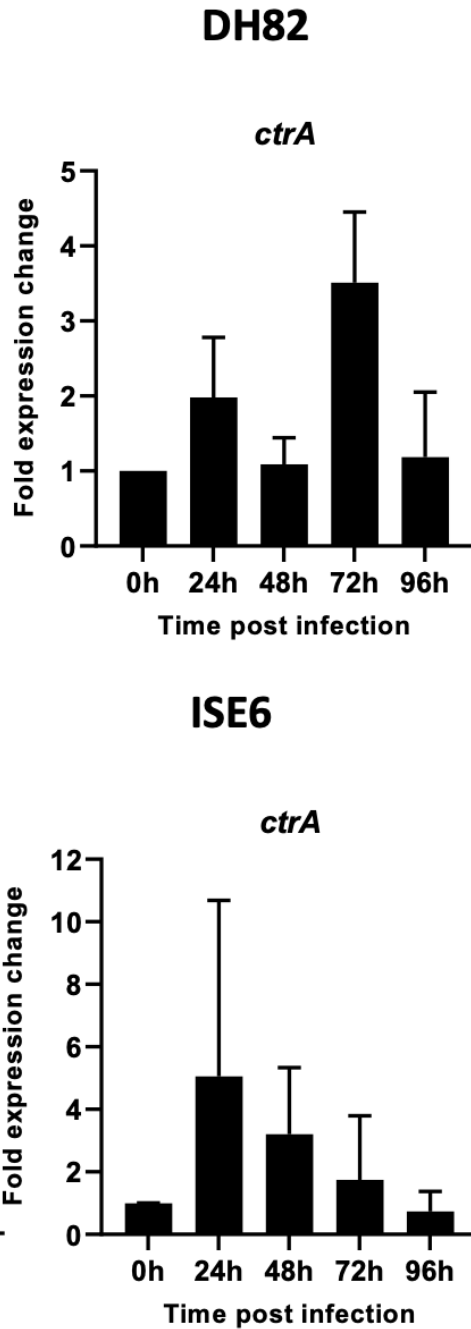 DH82
ctrA
Fold expression change
5
4
3
2
1
0
0h 24h 48h 72h 96h
Time post infection
ISE6
ctrA
Fold expression change
12
10
8
6
4
2
0
0h 24h 48h 72h 96h
Time post infection